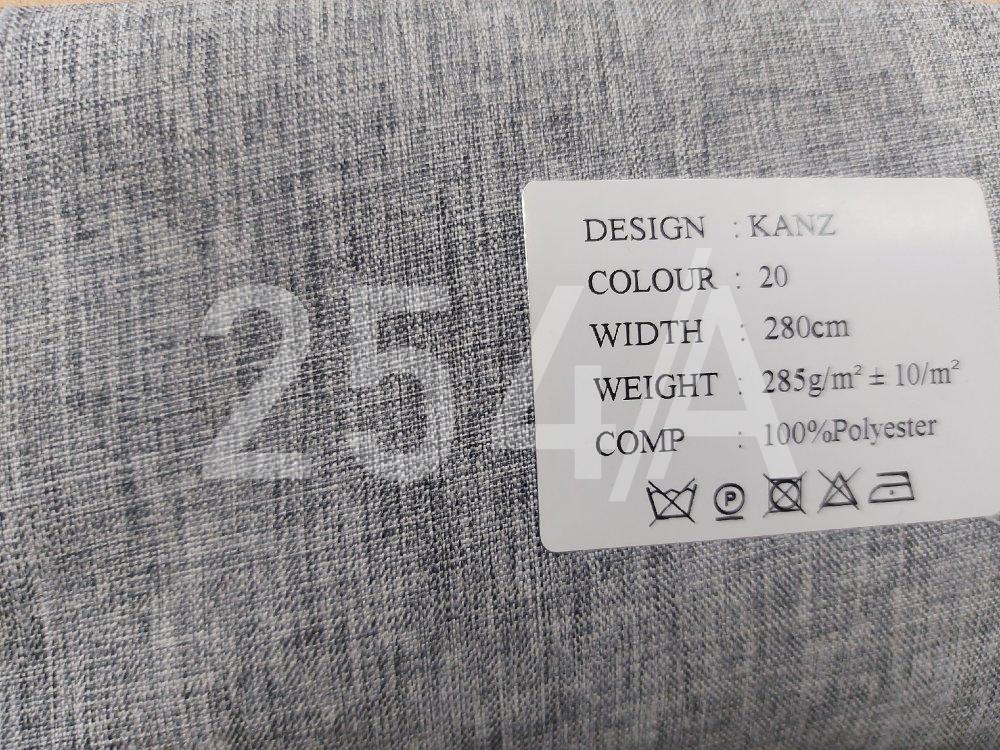 DESIGN : KANZ
COLOUR : 20
WIDTH : 280cm
WEIGHT : 285g/m² ± 10/m²
COMP : 100%Polyester
P
254/A